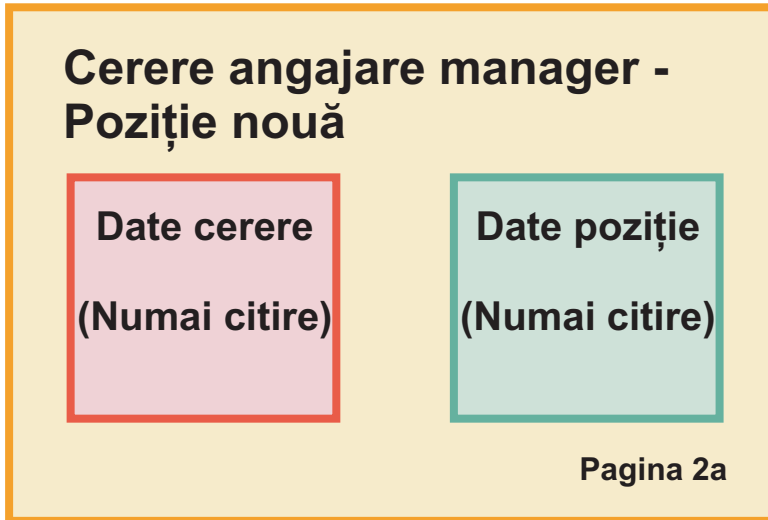 Cerere angajare manager -
Poziție nouă
Date cerere
(Numai citire)
Date poziție
(Numai citire)
Pagina 2a